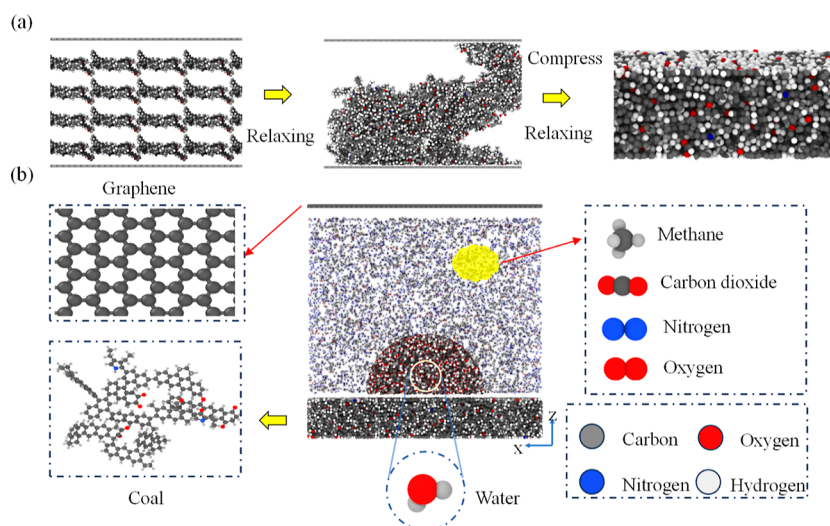 (a)
Relaxing
Compress
Relaxing
(b)
Graphene
Methane
Carbon dioxide
Nitrogen
Oxygen
Coal
Z
X
Water
Carbon
Oxygen
Nitrogen
Hydrogen